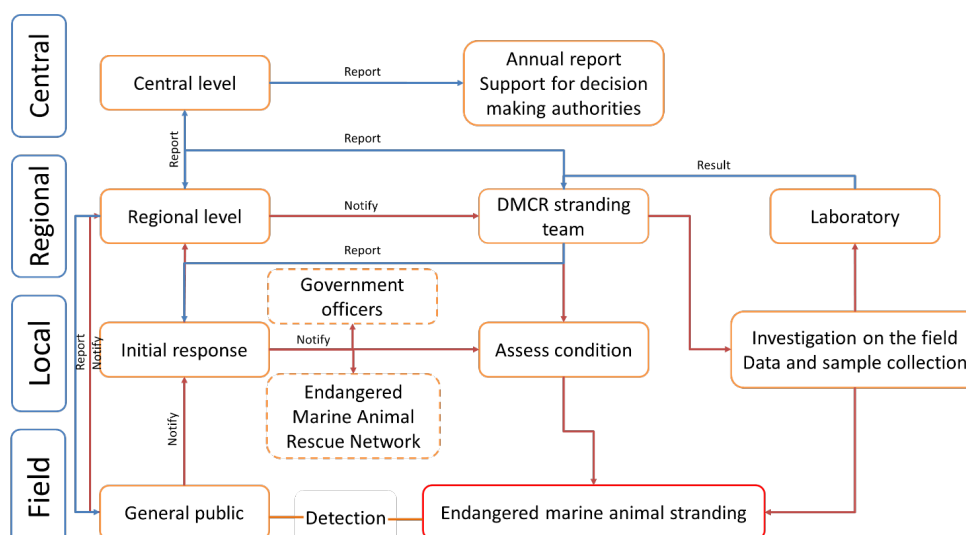 Central
Central level
Report
Annual report
Support for decision
making authorities
Report
Report
Result
Regional
Regional level
Notify
DMCR stranding
team
Laboratory
Report
Government
officers
Local
Report
Notify
Initial response
Notify
Assess condition
Investigation on the field
Data and sample collection
Endangered
Marine Animal
Rescue Network
Notify
Field
General public
Detection
Endangered marine animal stranding